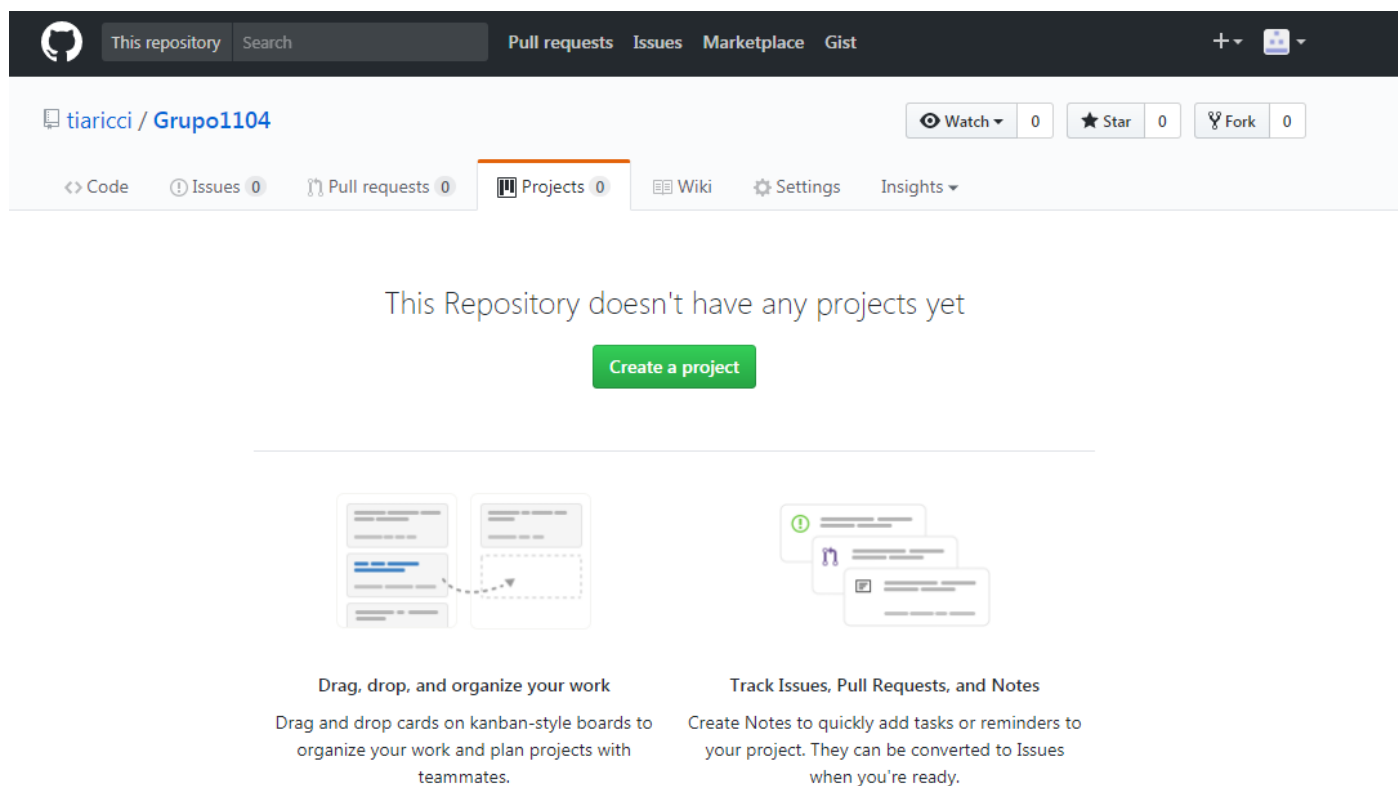 This repository Search Pull requests Issues Marketplace Gist
tiaricci / Grupo1104 Watch 0 Star 0 Fork 0
Code Issues 0 Pull requests 0 Projects 0 Wiki Settings Insights
This Repository doesn't have any projects yet
Create a project
Drag, drop, and organize your work
Drag and drop cards on kanban-style boards to
organize your work and plan projects with
teammates.
Track Issues, Pull Requests, and Notes
Create Notes to quickly add tasks or reminders to
your project. They can be converted to Issues
when you're ready.